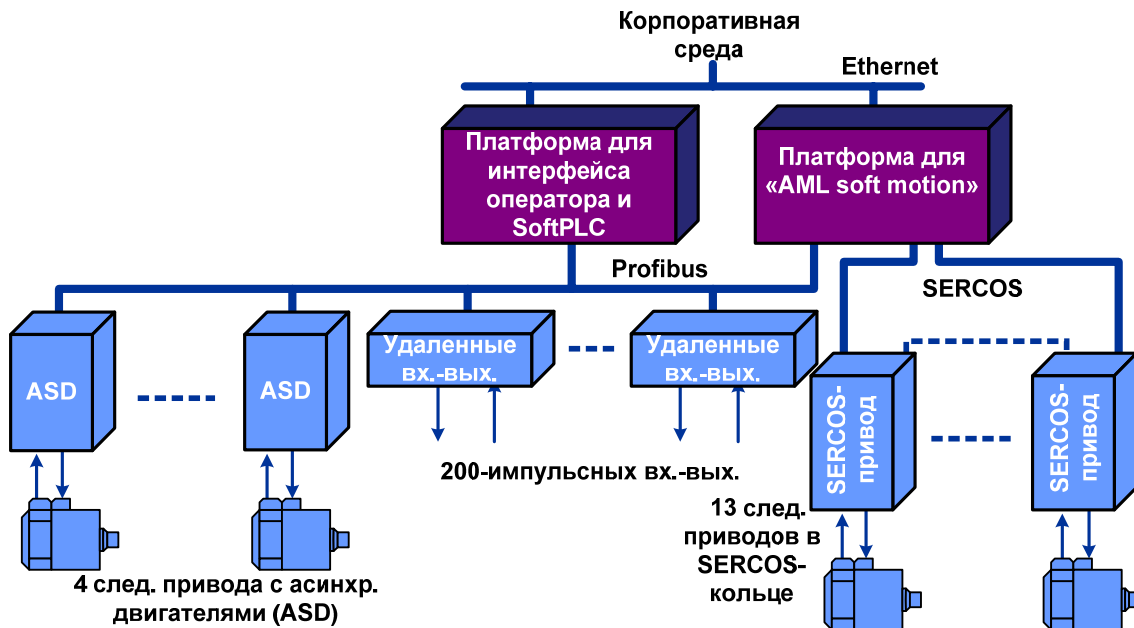 Корпоративная
среда
Ethernet
Платформа для
интерфейса
оператора и
SoftPLC
Платформа для
«AML soft motion»
Profibus
SERCOS
ASD
ASD
Удаленные
вх.-вых.
Удаленные
вх.-вых.
SERCOS-
привод
SERCOS-
привод
200-импульсных вх.-вых.
13 след.
приводов в
SERCOS-
кольце
4 след. привода с асинхр.
двигателями (ASD)